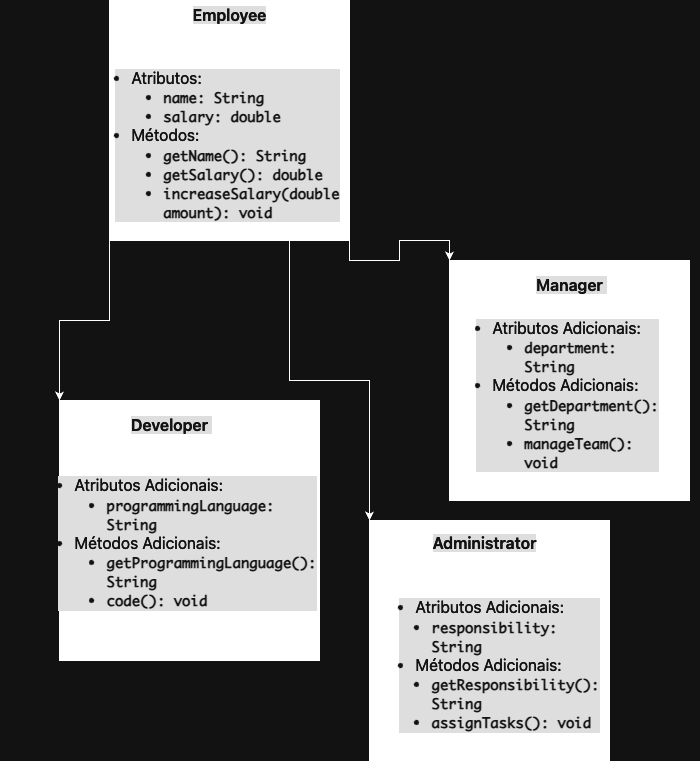 Employee
• Atributos:
• name: String
• salary: double
• Métodos:
• getName(): String
• getSalary(): double
• increaseSalary(double
amount): void
Manager
• Atributos Adicionais:
• department:
String
• Métodos Adicionais:
• getDepartment():
String
• manageTeam():
void
Developer
• Atributos Adicionais:
• programmingLanguage:
String
• Métodos Adicionais:
• getProgrammingLanguage():
String
• code(): void
Administrator
• Atributos Adicionais:
• responsibility:
String
• Métodos Adicionais:
• getResponsibility():
String
• assignTasks(): void